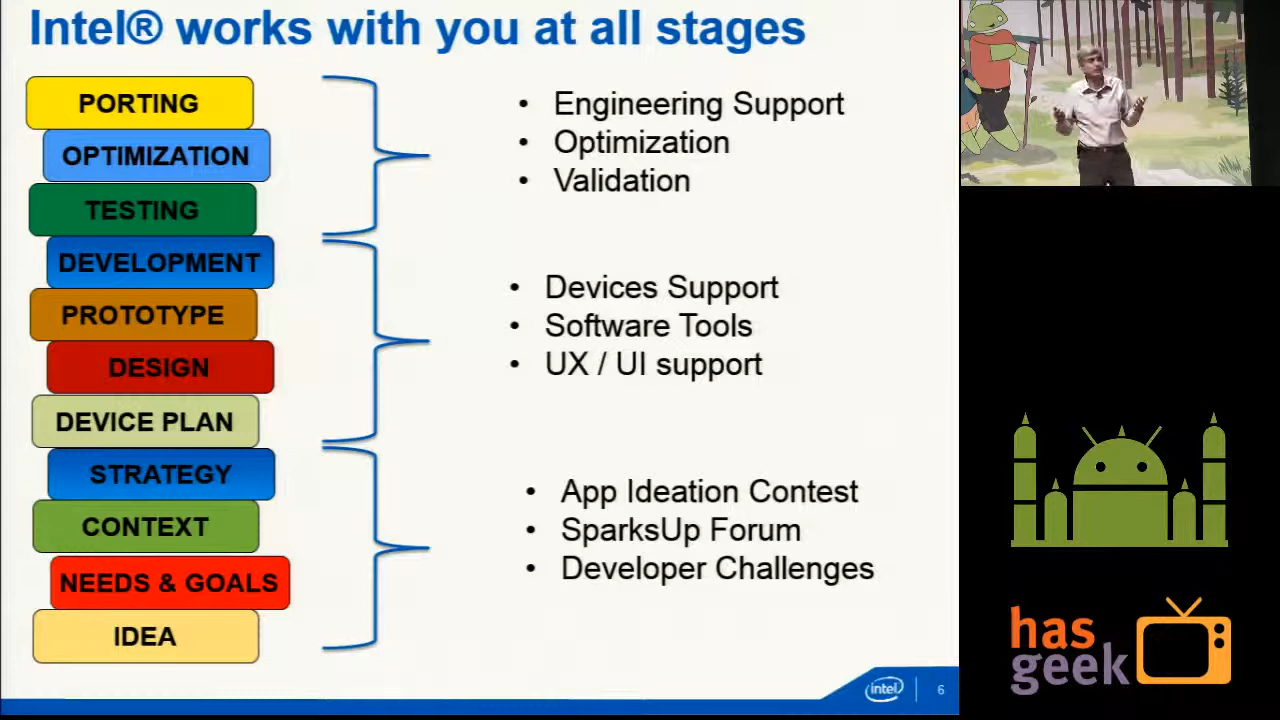 Intel® works with you at all stages
PORTING
OPTIMIZATION
TESTING
DEVELOPMENT
PROTOTYPE
DESIGN
DEVICE PLAN
STRATEGY
CONTEXT
NEEDS & GOALS
IDEA
• Engineering Support
• Optimization
• Validation
• Devices Support
• Software Tools
• UX / UI support
• App Ideation Contest
• SparksUp Forum
• Developer Challenges
intel
6
has
geek